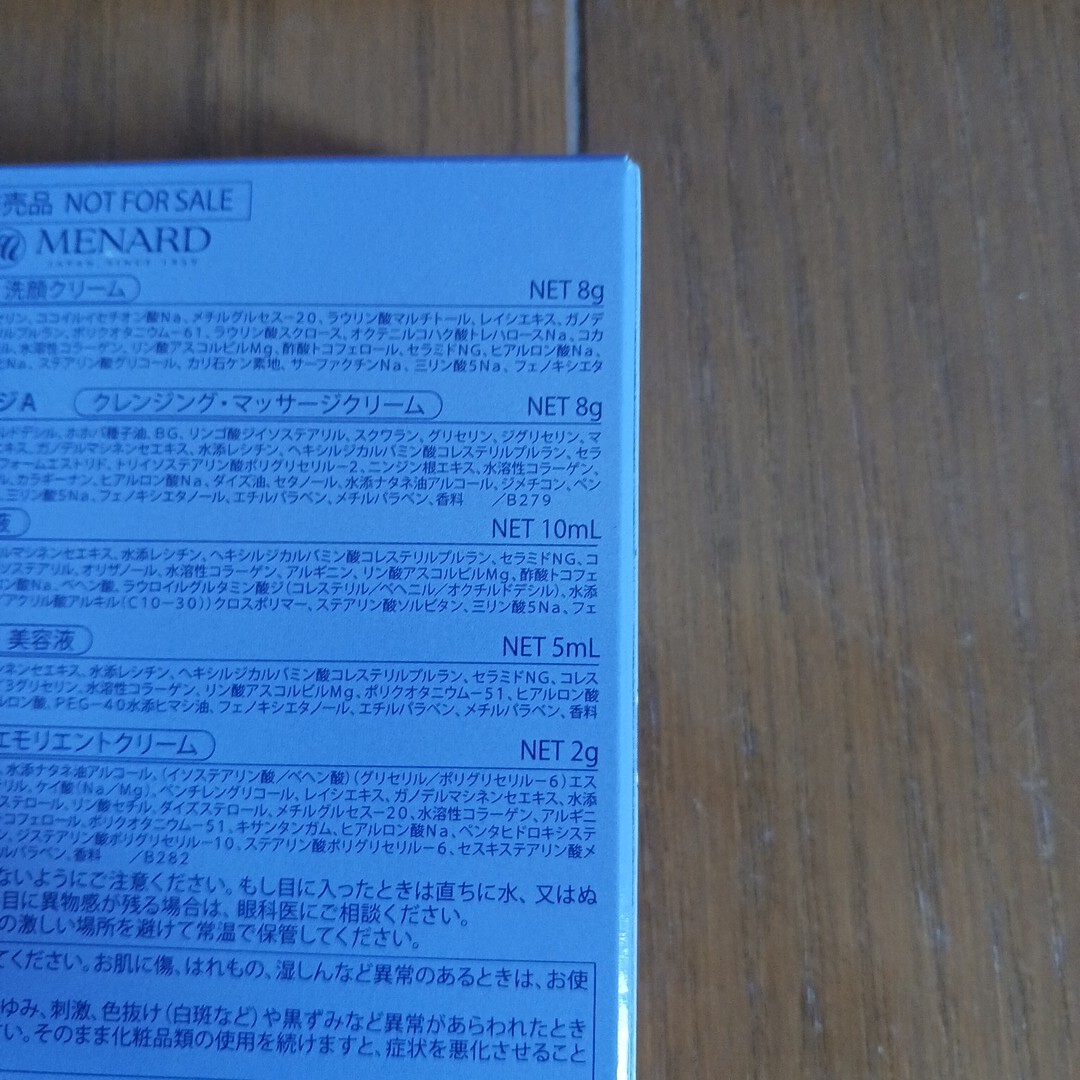 売品 NOT FOR SALE
MENARD
JAPAN, SINCE 1959
洗顔クリーム NET 8g
セリン、ココイルイセチオン酸Na、メチルグルセス-20、ラウリン酸マルチトール、レイシエキス、ガノデ
ルプルラン、ポリクオタニウム-61、ラウリン酸スクロース、オクテニルコハク酸トレハロースNa、コカ
ル、水溶性コラーゲン、リン酸アスコルビルMg、酢酸トコフェロール、セラミドNG、ヒアルロン酸Na、
Na、ステアリン酸グリコール、カリ石ケン素地、サーファクチンNa、三リン酸5Na、フェノキシエタ
ジA クレンジング・マッサージクリーム NET 8g
ルドデシル、ホホバ種子油、BG、リンゴ酸ジイソステアリル、スクワラン、グリセリン、ジグリセリン、マ
エキス、ガノデルマシネンセエキス、水添レシチン、ヘキシルジカルバミン酸コレステリルプルラン、セラ
フォームエストリド、トリイソステアリン酸ポリグリセリル-2、ニンジン根エキス、水溶性コラーゲン、
ル、カラギーナン、ヒアルロン酸Na、ダイズ油、セタノール、水添ナタネ油アルコール、ジメチコン、ベン
、三リン酸5Na、フェノキシエタノール、エチルパラベン、メチルパラベン、香料 /B279
液 NET 10mL
ルマシネンセエキス、水添レシチン、ヘキシルジカルバミン酸コレステリルプルラン、セラミドNG、コ
イソステアリル、オリザノール、水溶性コラーゲン、アルギニン、リン酸アスコルビルMg、酢酸トコフェ
ロン酸Na、ベヘン酸、ラウロイルグルタミン酸ジ(コレステリル/ベヘニル/オクチルドデシル)、水添
/アクリル酸アルキル(C10-30))クロスポリマー、ステアリン酸ソルビタン、三リン酸5Na、フェ
美容液 NET 5mL
シネンセエキス、水添レシチン、ヘキシルジカルバミン酸コレステリルプルラン、セラミドNG、コレス
グリセリン、水溶性コラーゲン、リン酸アスコルビルMg、ポリクオタニウム-51、ヒアルロン酸
ルロン酸、PEG-40水添ヒマシ油、フェノキシエタノール、エチルパラベン、メチルパラベン、香料
エモリエントクリーム NET 2g
、水添ナタネ油アルコール、(イソステアリン酸/ベヘン酸)(グリセリル/ポリグリセリル-6)エス
リル、ケイ酸(Na/Mg)、ペンチレングリコール、レイシエキス、ガノデルマシネンセエキス、水添
ステロール、リン酸セチル、ダイズステロール、メチルグルセス-20、水溶性コラーゲン、アルギニ
トコフェロール、ポリクオタニウム-51、キサンタンガム、ヒアルロン酸Na、ペンタヒドロキシステ
ン、ジステアリン酸ポリグリセリル-10、ステアリン酸ポリグリセリル-6、セスキステアリン酸メ
ルパラベン、香料 /B282
ないようにご注意ください。もし目に入ったときは直ちに水、又はぬ
目に異物感が残る場合は、眼科医にご相談ください。
の激しい場所を避けて常温で保管してください。
てください。お肌に傷、はれもの、湿しんなど異常のあるときは、お使
ゆみ、刺激、色抜け(白斑など)や黒ずみなど異常があらわれたとき
い。そのまま化粧品類の使用を続けますと、症状を悪化させること